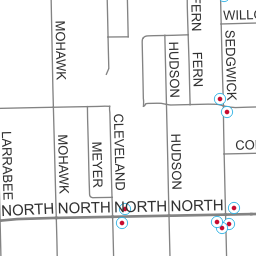 FERN
WILLO
MOHAWK
HUDSON
FERN
SEDGWICK
LARRABEE
MOHAWK
MEYER
CLEVELAND
HUDSON
CO
NORTH NORTH NORTH NORTH